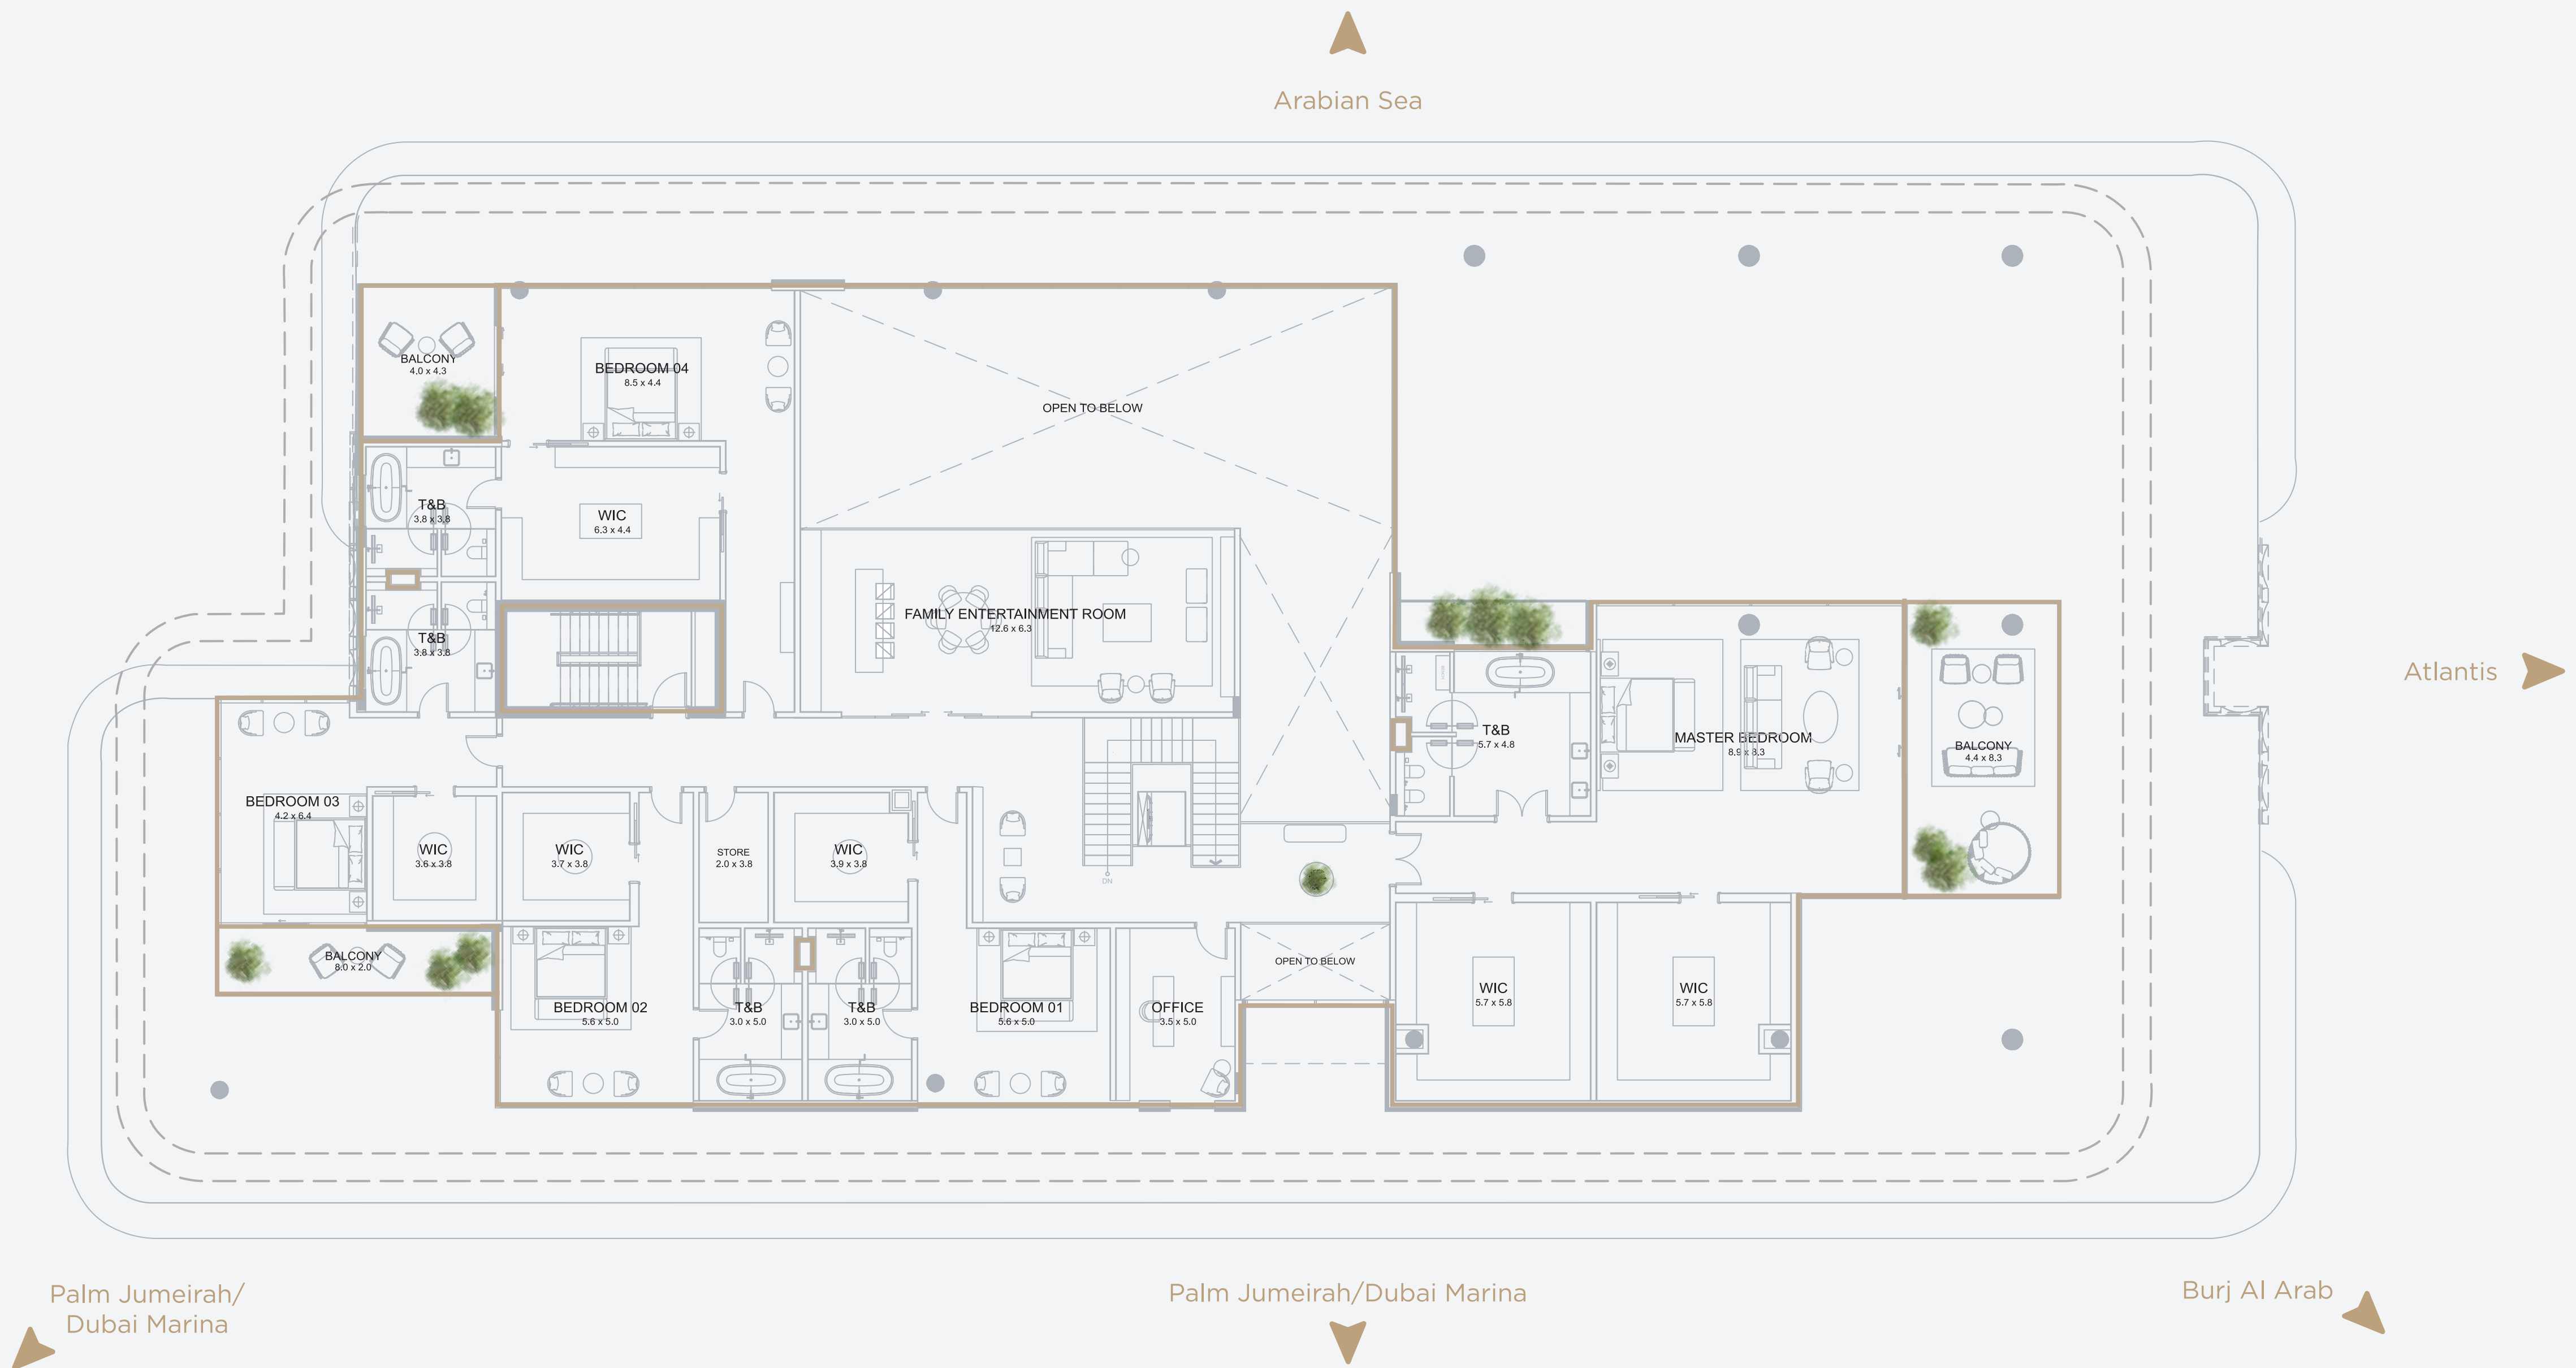 Arabian Sea
BALCONY
4.0 x 4.3
BEDROOM 04
8.5 x 4.4
OPEN TO BELOW
T&B
3.8 x 3.8
WIC
6.3 x 4.4
FAMILY ENTERTAINMENT ROOM
12.6 x 6.3
T&B
3.8 x 3.8
Atlantis
T&B
5.7 x 4.8
MASTER BEDROOM
8.9 x 8.3
BALCONY
4.4 x 8.3
BEDROOM 03
4.2 x 6.4
WIC
3.6 x 3.8
WIC
3.7 x 3.8
STORE
2.0 x 3.8
WIC
3.9 x 3.8
DN
BALCONY
8.0 x 2.0
OPEN TO BELOW
BEDROOM 02
5.6 x 5.0
T&B
3.0 x 5.0
T&B
3.0 x 5.0
BEDROOM 01
5.6 x 5.0
OFFICE
3.5 x 5.0
WIC
5.7 x 5.8
WIC
5.7 x 5.8
Palm Jumeirah/
Dubai Marina
Palm Jumeirah/Dubai Marina
Burj Al Arab